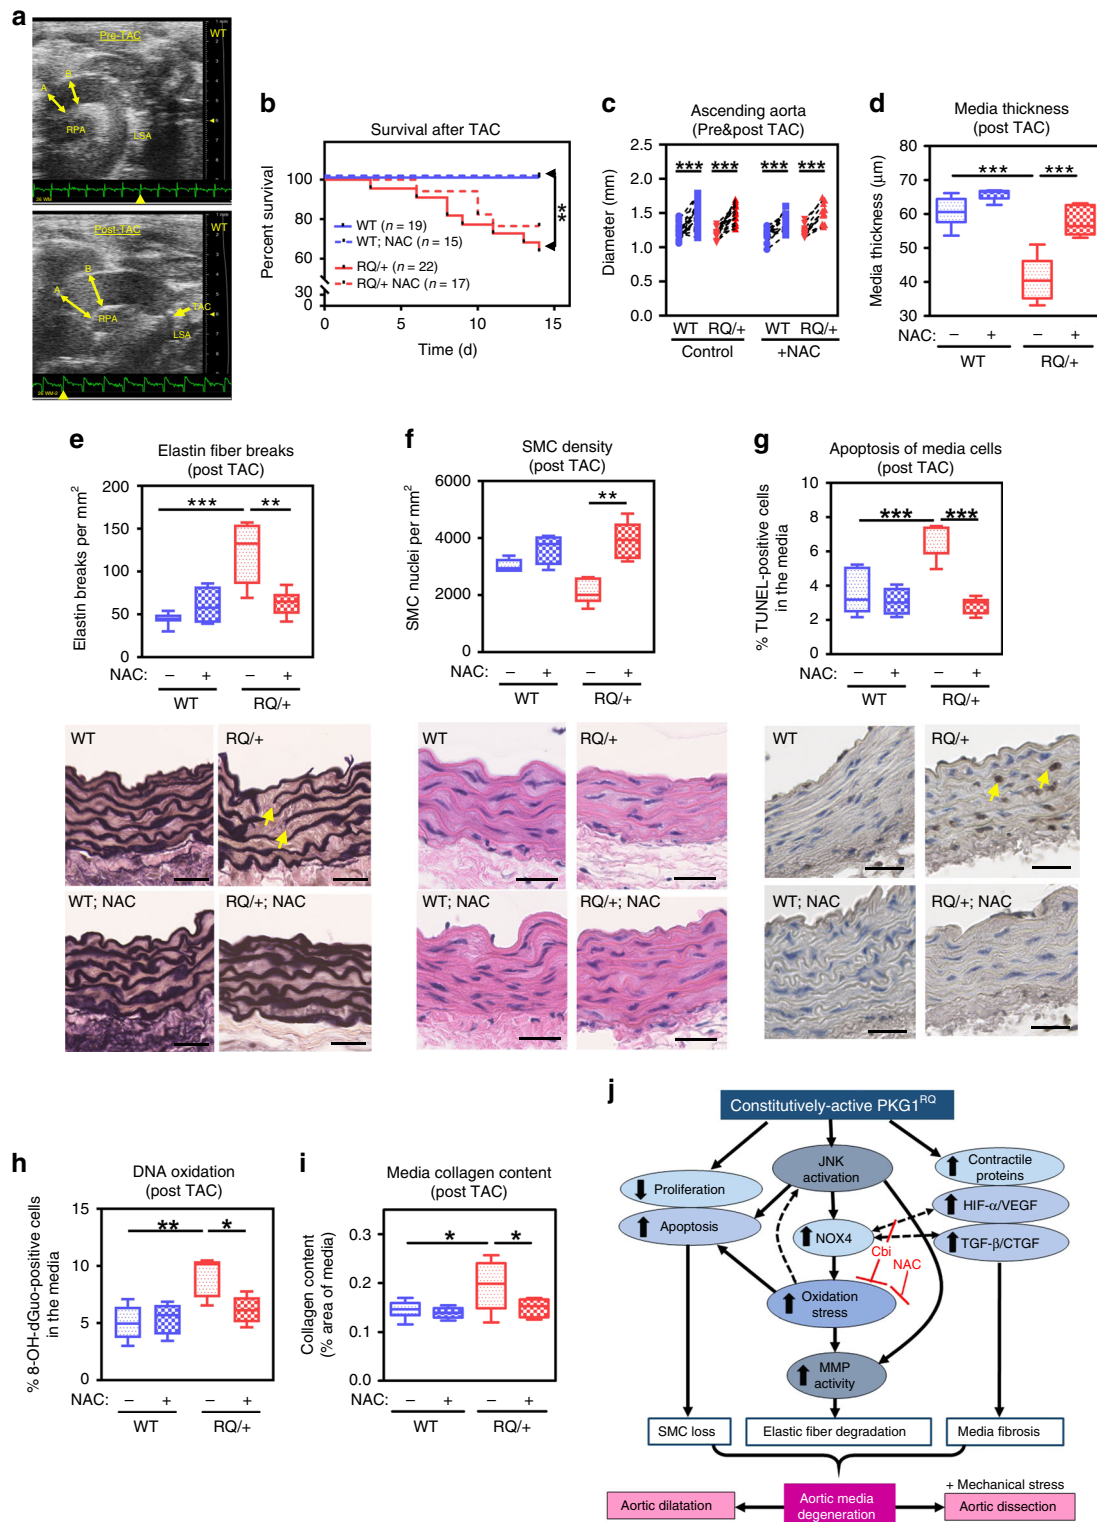 a
Pre-TAC
WT
1 mm
B
A
RPA
LSA
Post-TAC
WT
1 mm
B
A
RPA
TAC
LSA
b
Survival after TAC
Percent survival
100
80
60
30
0
WT (n = 19)
WT; NAC (n = 15)
RQ/+ (n = 22)
RQ/+ NAC (n = 17)
**
0 5 10 15
Time (d)
c
Ascending aorta
(Pre&post TAC)
Diameter (mm)
2.5
2.0
1.5
1.0
0.5
0
*** *** *** ***
WT RQ/+ WT RQ/+
Control +NAC
d
Media thickness
(post TAC)
Media thickness (μm)
80
70
60
50
40
30
*** ***
NAC: – + – +
WT RQ/+
e
Elastin fiber breaks
(post TAC)
Elastin breaks per mm²
200
150
100
50
0
*** **
NAC: – + – +
WT RQ/+
WT RQ/+
WT; NAC RQ/+; NAC
f
SMC density
(post TAC)
SMC nuclei per mm²
6000
4000
2000
0
**
NAC: – + – +
WT RQ/+
WT RQ/+
WT; NAC RQ/+; NAC
g
Apoptosis of media cells
(post TAC)
% TUNEL-positive cells
in the media
10
8
6
4
2
0
*** ***
NAC: – + – +
WT RQ/+
WT RQ/+
WT; NAC RQ/+; NAC
h
DNA oxidation
(post TAC)
% 8-OH-dGuo-positive cells
in the media
15
10
5
0
** *
NAC: – + – +
WT RQ/+
i
Media collagen content
(post TAC)
Collagen content
(% area of media)
0.3
0.2
0.1
0
* *
NAC: – + – +
WT RQ/+
j
Constitutively-active PKG1^RQ
JNK
activation
Contractile
proteins
Proliferation
HIF-α/VEGF
Apoptosis
NOX4
TGF-β/CTGF
Cbi
NAC
Oxidation
stress
MMP
activity
SMC loss
Elastic fiber degradation
Media fibrosis
+ Mechanical stress
Aortic dilatation
Aortic media
degeneration
Aortic dissection